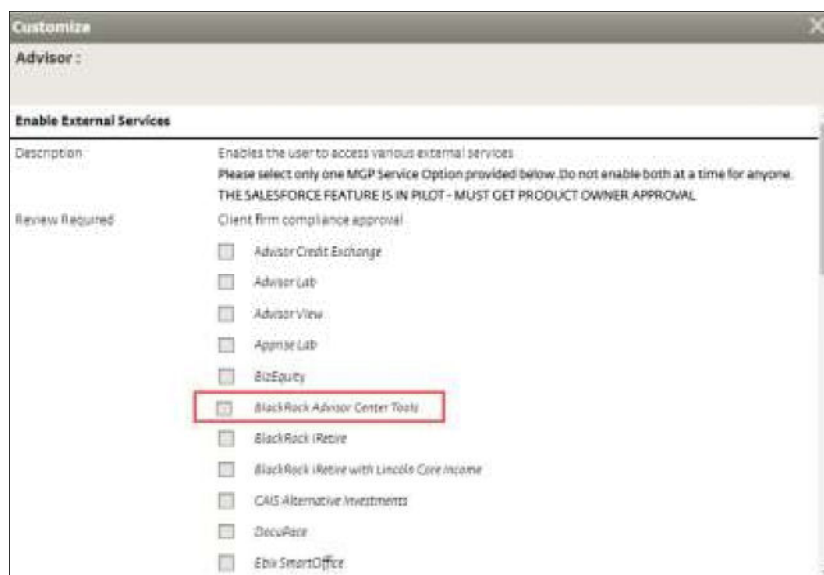 Customize
Advisor :
Enable External Services
Description
Enables the user to access various external services
Please select only one MGP Service Option provided below.Do not enable both at a time for anyone.
THE SALESFORCE FEATURE IS IN PILOT - MUST GET PRODUCT OWNER APPROVAL
Review Required
Client firm compliance approval
Advisor Credit Exchange
Advisor Lab
Advisor View
Apprise Lab
BizEquity
BlackRock Advisor Center Tools
BlackRock iRetire
BlackRock iRetire with Lincoln Core Income
CAIS Alternative Investments
DocuPace
Ebix SmartOffice